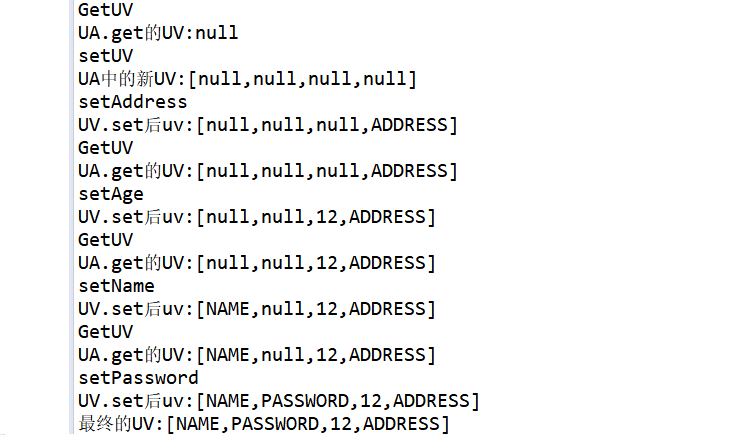 GetUV
UA.get的UV:null
setUV
UA中的新UV:[null,null,null,null]
setAddress
UV.set后uv:[null,null,null,ADDRESS]
GetUV
UA.get的UV:[null,null,null,ADDRESS]
setAge
UV.set后uv:[null,null,12,ADDRESS]
GetUV
UA.get的UV:[null,null,12,ADDRESS]
setName
UV.set后uv:[NAME,null,12,ADDRESS]
GetUV
UA.get的UV:[NAME,null,12,ADDRESS]
setPassword
UV.set后uv:[NAME,PASSWORD,12,ADDRESS]
最终的UV:[NAME,PASSWORD,12,ADDRESS]